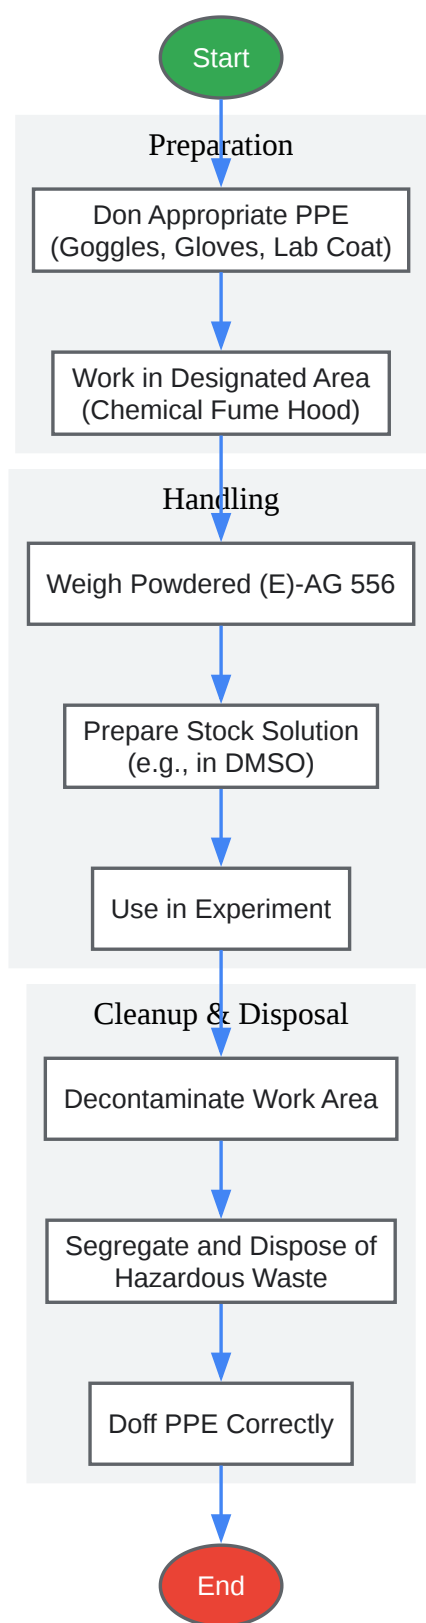 Start
Preparation
Don Appropriate PPE
(Goggles, Gloves, Lab Coat)
Work in Designated Area
(Chemical Fume Hood)
Handling
Weigh Powdered (E)-AG 556
Prepare Stock Solution
(e.g., in DMSO)
Use in Experiment
Cleanup & Disposal
Decontaminate Work Area
Segregate and Dispose of
Hazardous Waste
Doff PPE Correctly
End